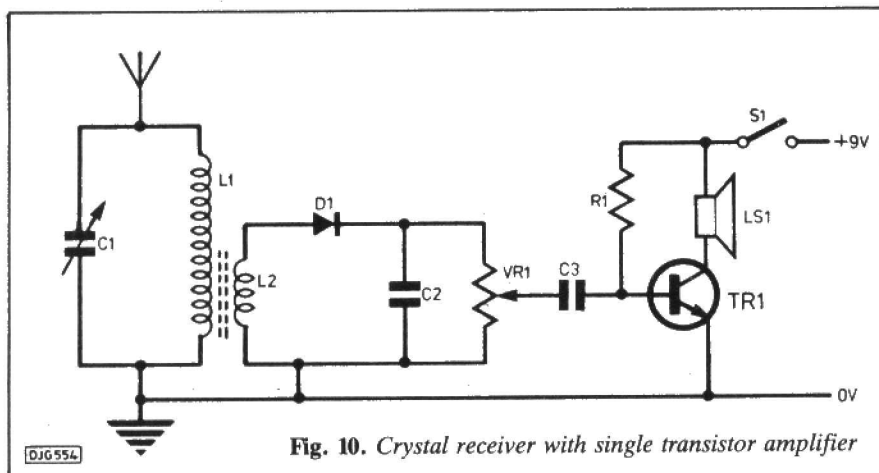 S1
+9V
L1
R1
LS1
D1
C1
L2
C2
VR1
C3
TR1
0V
DJG554
Fig. 10. Crystal receiver with single transistor amplifier